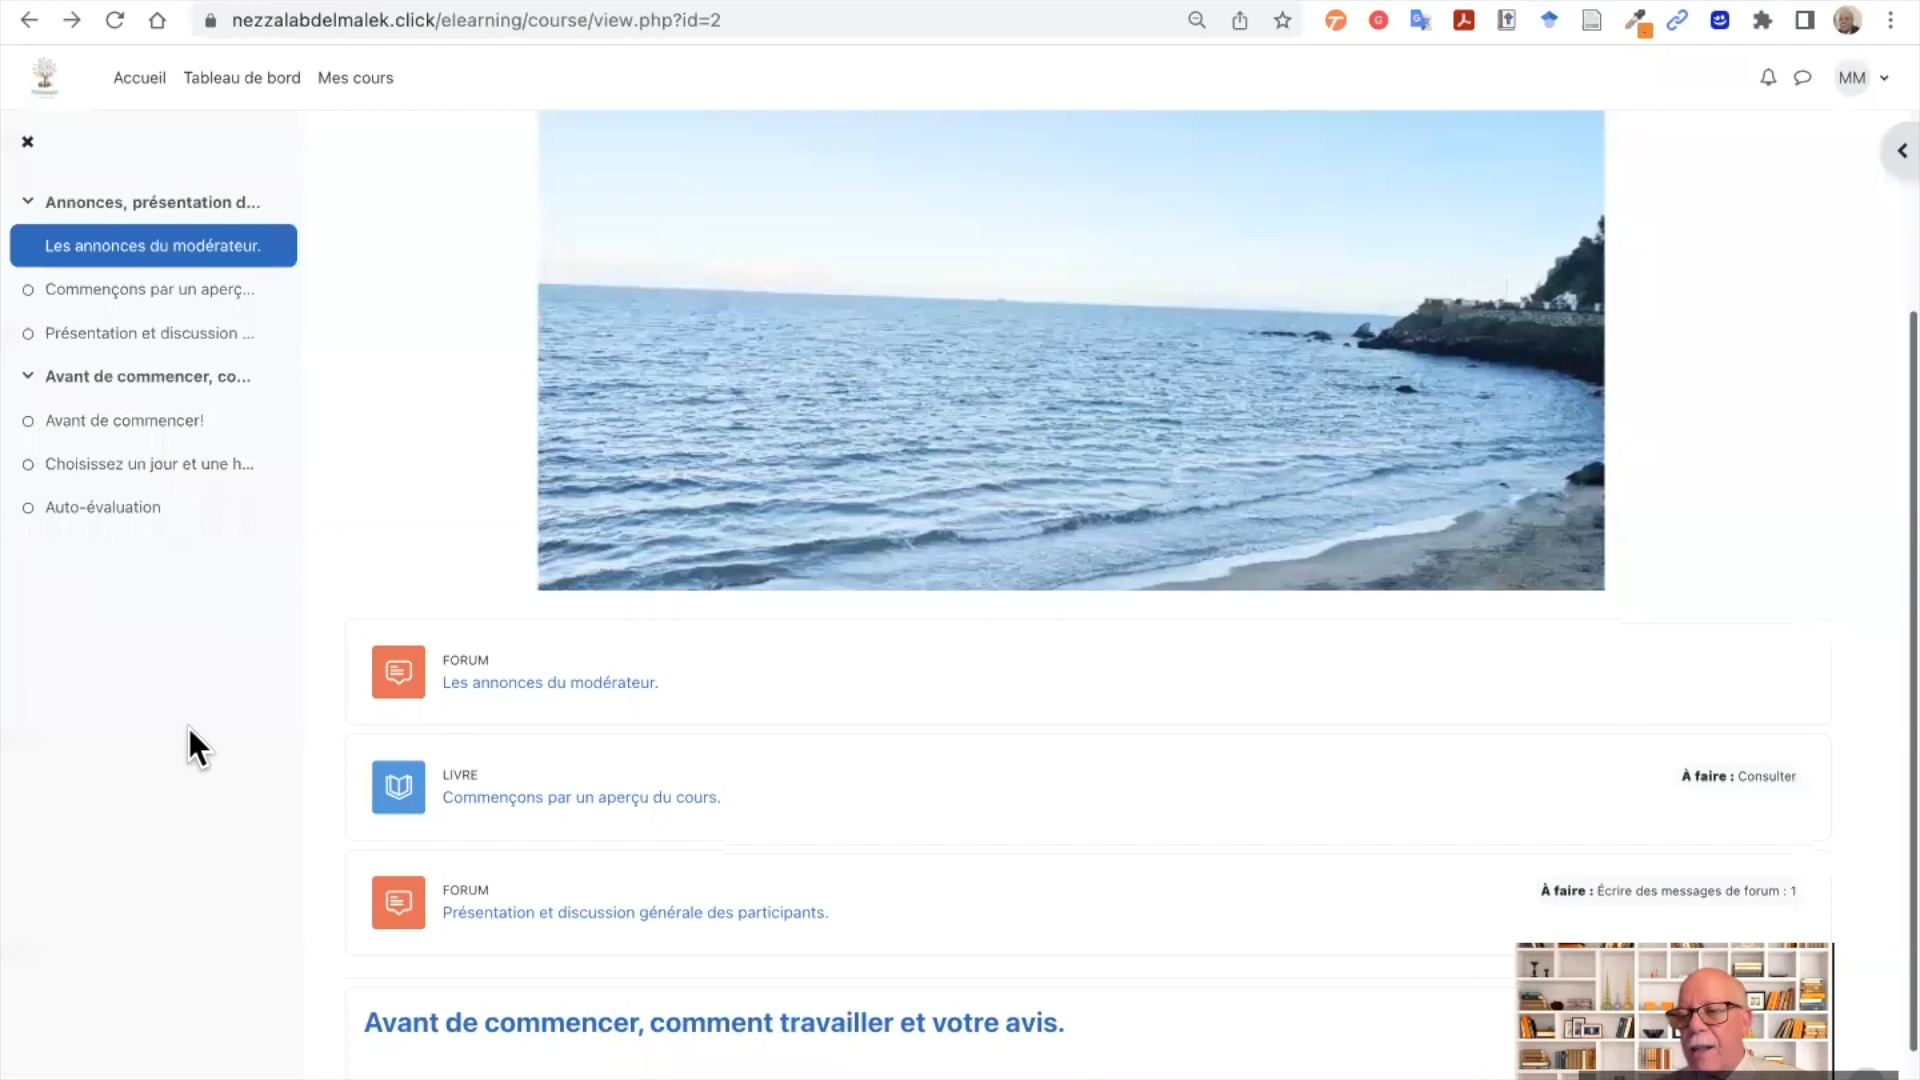 nezzalabdelmalek.click/elearning/course/view.php?id=2
Accueil Tableau de bord Mes cours
MM
Annonces, présentation d...
Les annonces du modérateur.
Commençons par un aperç...
Présentation et discussion ...
Avant de commencer, co...
Avant de commencer!
Choisissez un jour et une h...
Auto-évaluation
FORUM
Les annonces du modérateur.
LIVRE
Commençons par un aperçu du cours.
À faire : Consulter
FORUM
Présentation et discussion générale des participants.
À faire : Écrire des messages de forum : 1
Avant de commencer, comment travailler et votre avis.